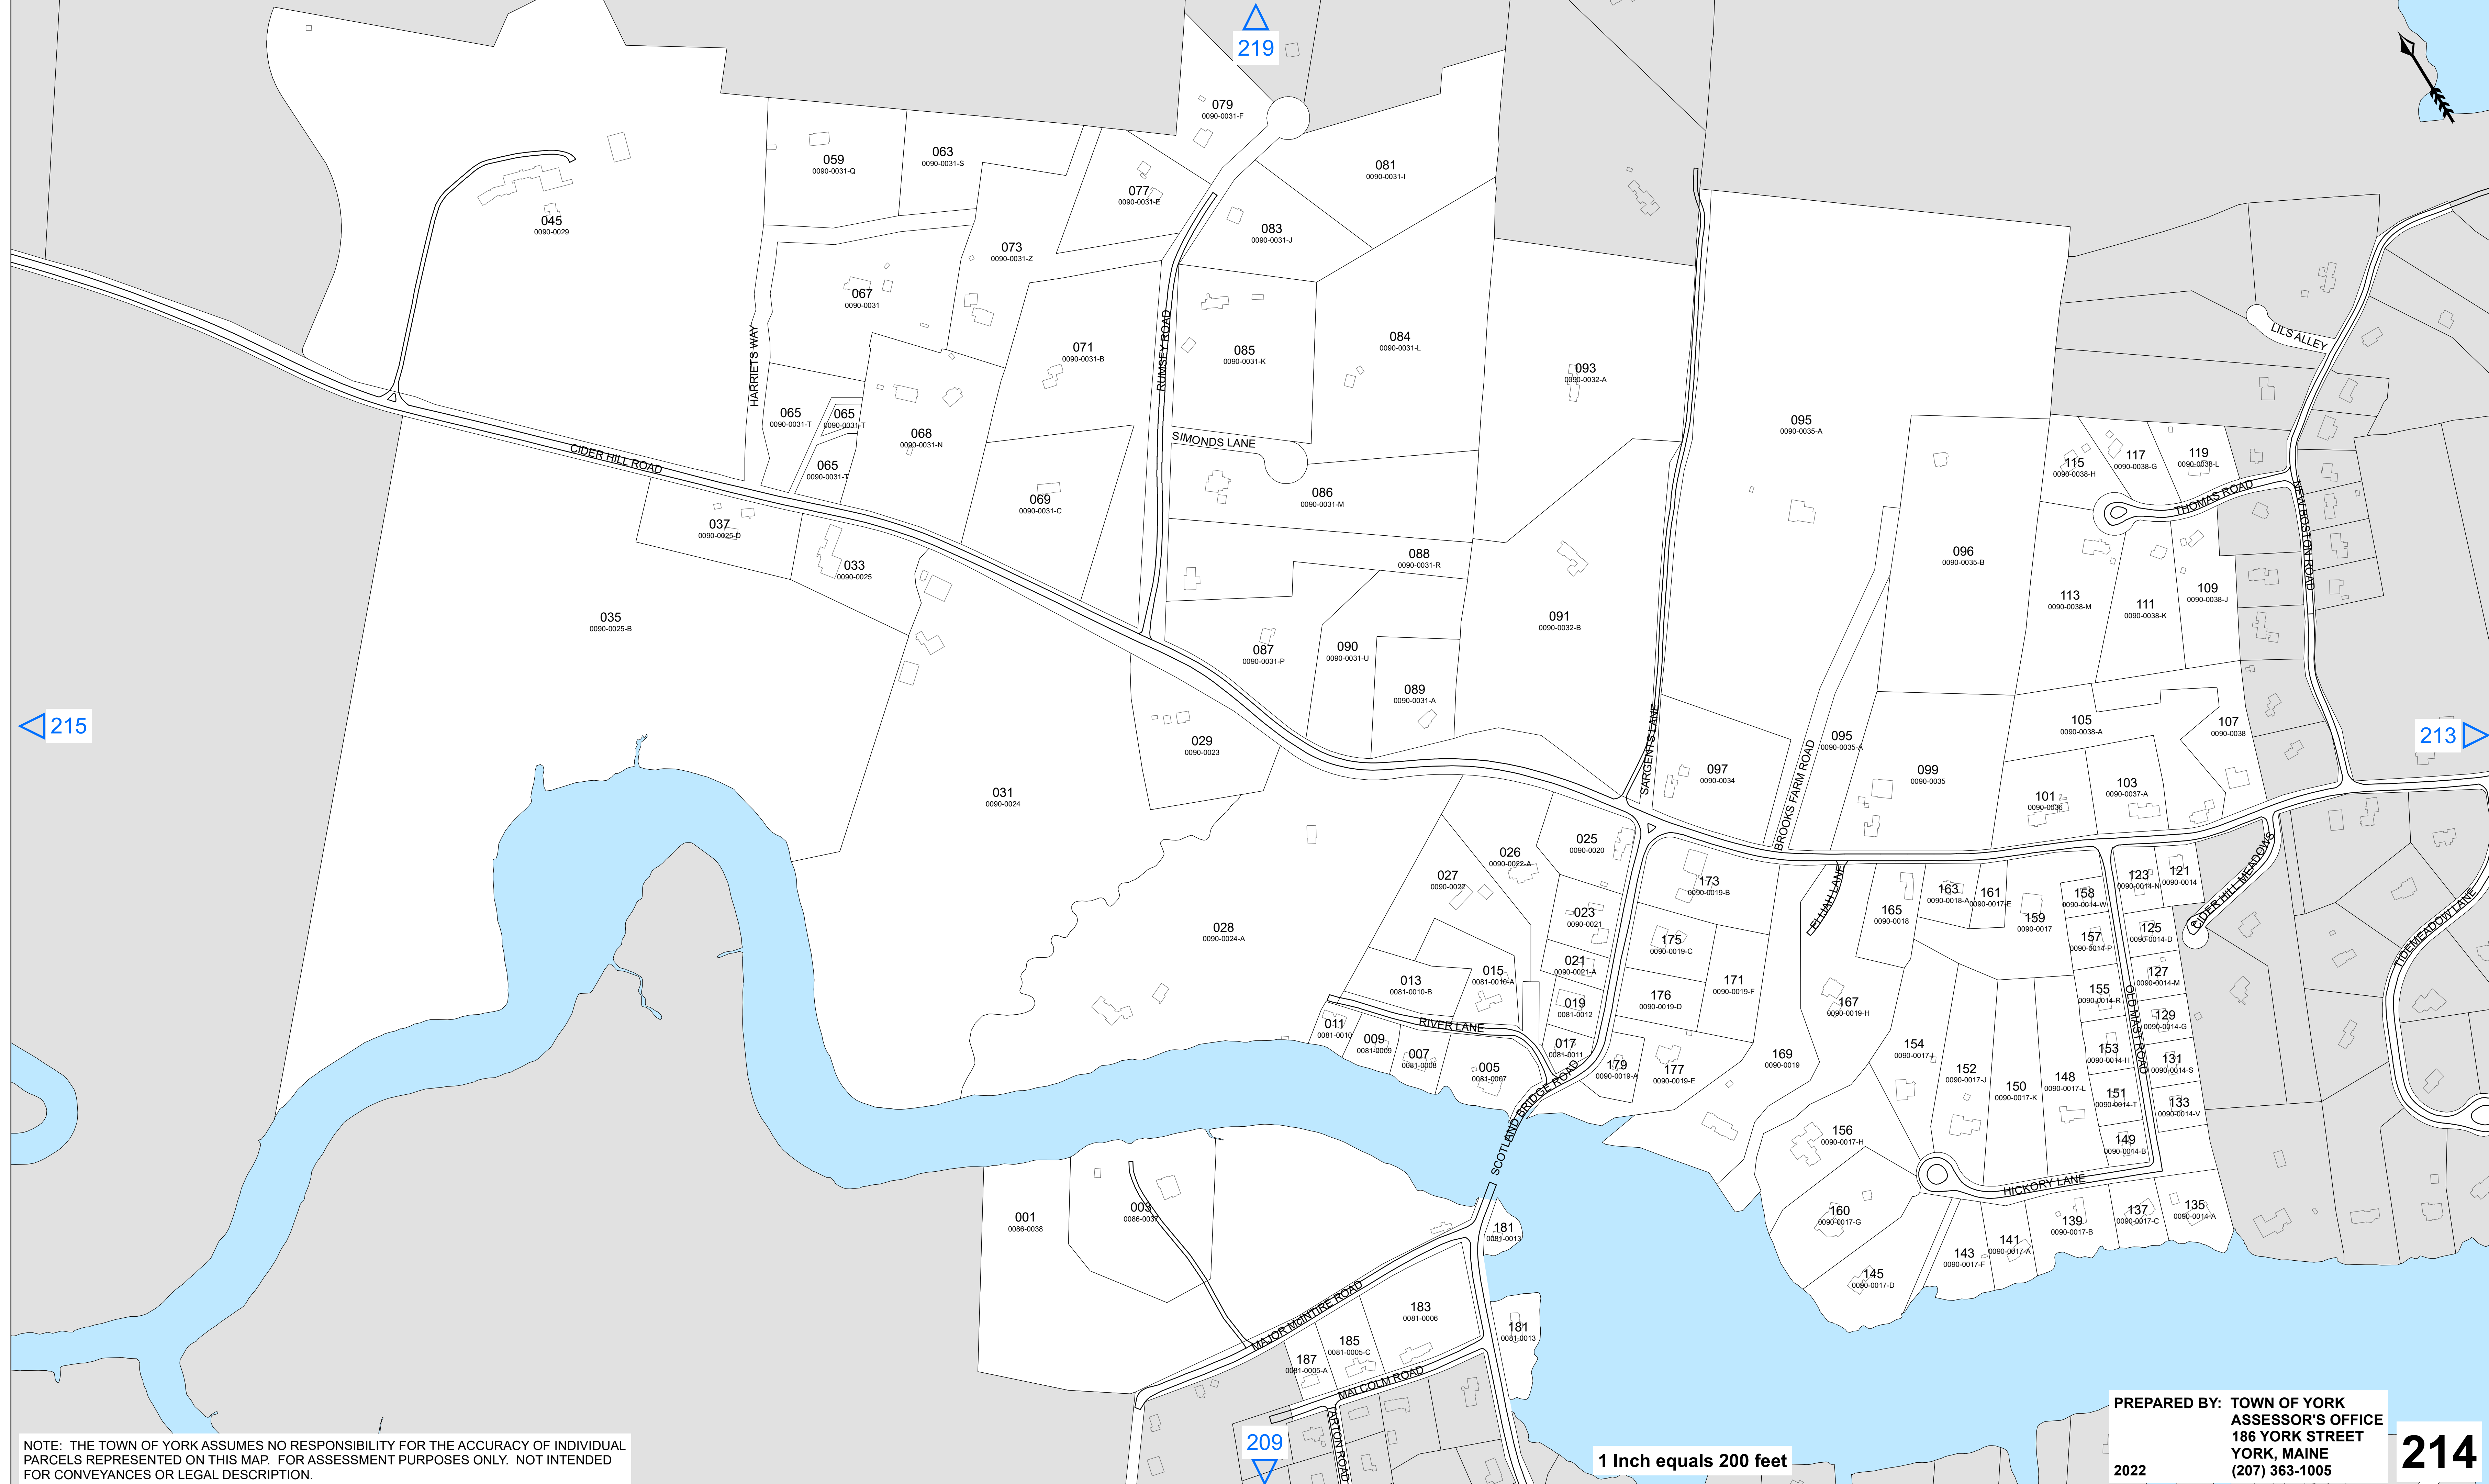 219
079
0090-0031-F
059
0090-0031-Q
063
0090-0031-S
081
0090-0031-I
077
0090-0031-E
045
0090-0029
083
0090-0031-J
073
0090-0031-Z
067
0090-0031
HARRIETS WAY
RUMSEY ROAD
071
0090-0031-B
085
0090-0031-K
084
0090-0031-L
093
0090-0032-A
LILS ALLEY
065
0090-0031-T
065
0090-0031-T
065
0090-0031-T
068
0090-0031-N
SIMONDS LANE
095
0090-0035-A
CIDER HILL ROAD
069
0090-0031-C
086
0090-0031-M
115
0090-0038-H
117
0090-0038-G
119
0090-0038-L
THOMAS ROAD
NEW BOSTON ROAD
037
0090-0025-D
033
0090-0025
088
0090-0031-R
096
0090-0035-B
035
0090-0025-B
113
0090-0038-M
111
0090-0038-K
109
0090-0038-J
087
0090-0031-P
090
0090-0031-U
091
0090-0032-B
089
0090-0031-A
215
029
0090-0023
SARGENTS LANE
097
0090-0034
BROOKS FARM ROAD
095
0090-0035-A
099
0090-0035
105
0090-0038-A
107
0090-0038
213
031
0090-0024
101
0090-0036
103
0090-0037-A
025
0090-0020
026
0090-0022-A
027
0090-0022
028
0090-0024-A
023
0090-0021
173
0090-0019-B
ELIJAH LANE
165
0090-0018
163
0090-0018-A
161
0090-0017-E
159
0090-0017
158
0090-0014-W
123
0090-0014-N
121
0090-0014
CIDER HILL MEADOWS
TIDEMEADOW LANE
157
0090-0014-P
125
0090-0014-D
175
0090-0019-C
021
0090-0021-A
013
0081-0010-B
015
0081-0010-A
171
0090-0019-F
176
0090-0019-D
019
0081-0012
167
0090-0019-H
155
0090-0014-R
127
0090-0014-M
OLD MAST ROAD
129
0090-0014-G
011
0081-0010
RIVER LANE
009
0081-0009
007
0081-0008
005
0081-0007
017
0081-0011
179
0090-0019-A
177
0090-0019-E
169
0090-0019
154
0090-0017-I
152
0090-0017-J
150
0090-0017-K
148
0090-0017-L
153
0090-0014-H
131
0090-0014-S
151
0090-0014-T
133
0090-0014-V
149
0090-0014-B
SCOTLAND BRIDGE ROAD
156
0090-0017-H
HICKORY LANE
001
0086-0038
003
0086-0037
160
0090-0017-G
139
0090-0017-B
137
0090-0017-C
135
0090-0014-A
181
0081-0013
143
0090-0017-F
141
0090-0017-A
145
0090-0017-D
MAJOR McINTIRE ROAD
183
0081-0006
181
0081-0013
185
0081-0005-C
187
0081-0005-A
MALCOLM ROAD
TARTON ROAD
209
NOTE: THE TOWN OF YORK ASSUMES NO RESPONSIBILITY FOR THE ACCURACY OF INDIVIDUAL
PARCELS REPRESENTED ON THIS MAP. FOR ASSESSMENT PURPOSES ONLY. NOT INTENDED
FOR CONVEYANCES OR LEGAL DESCRIPTION.
1 Inch equals 200 feet
PREPARED BY: TOWN OF YORK
ASSESSOR'S OFFICE
186 YORK STREET
YORK, MAINE
2022 (207) 363-1005
214